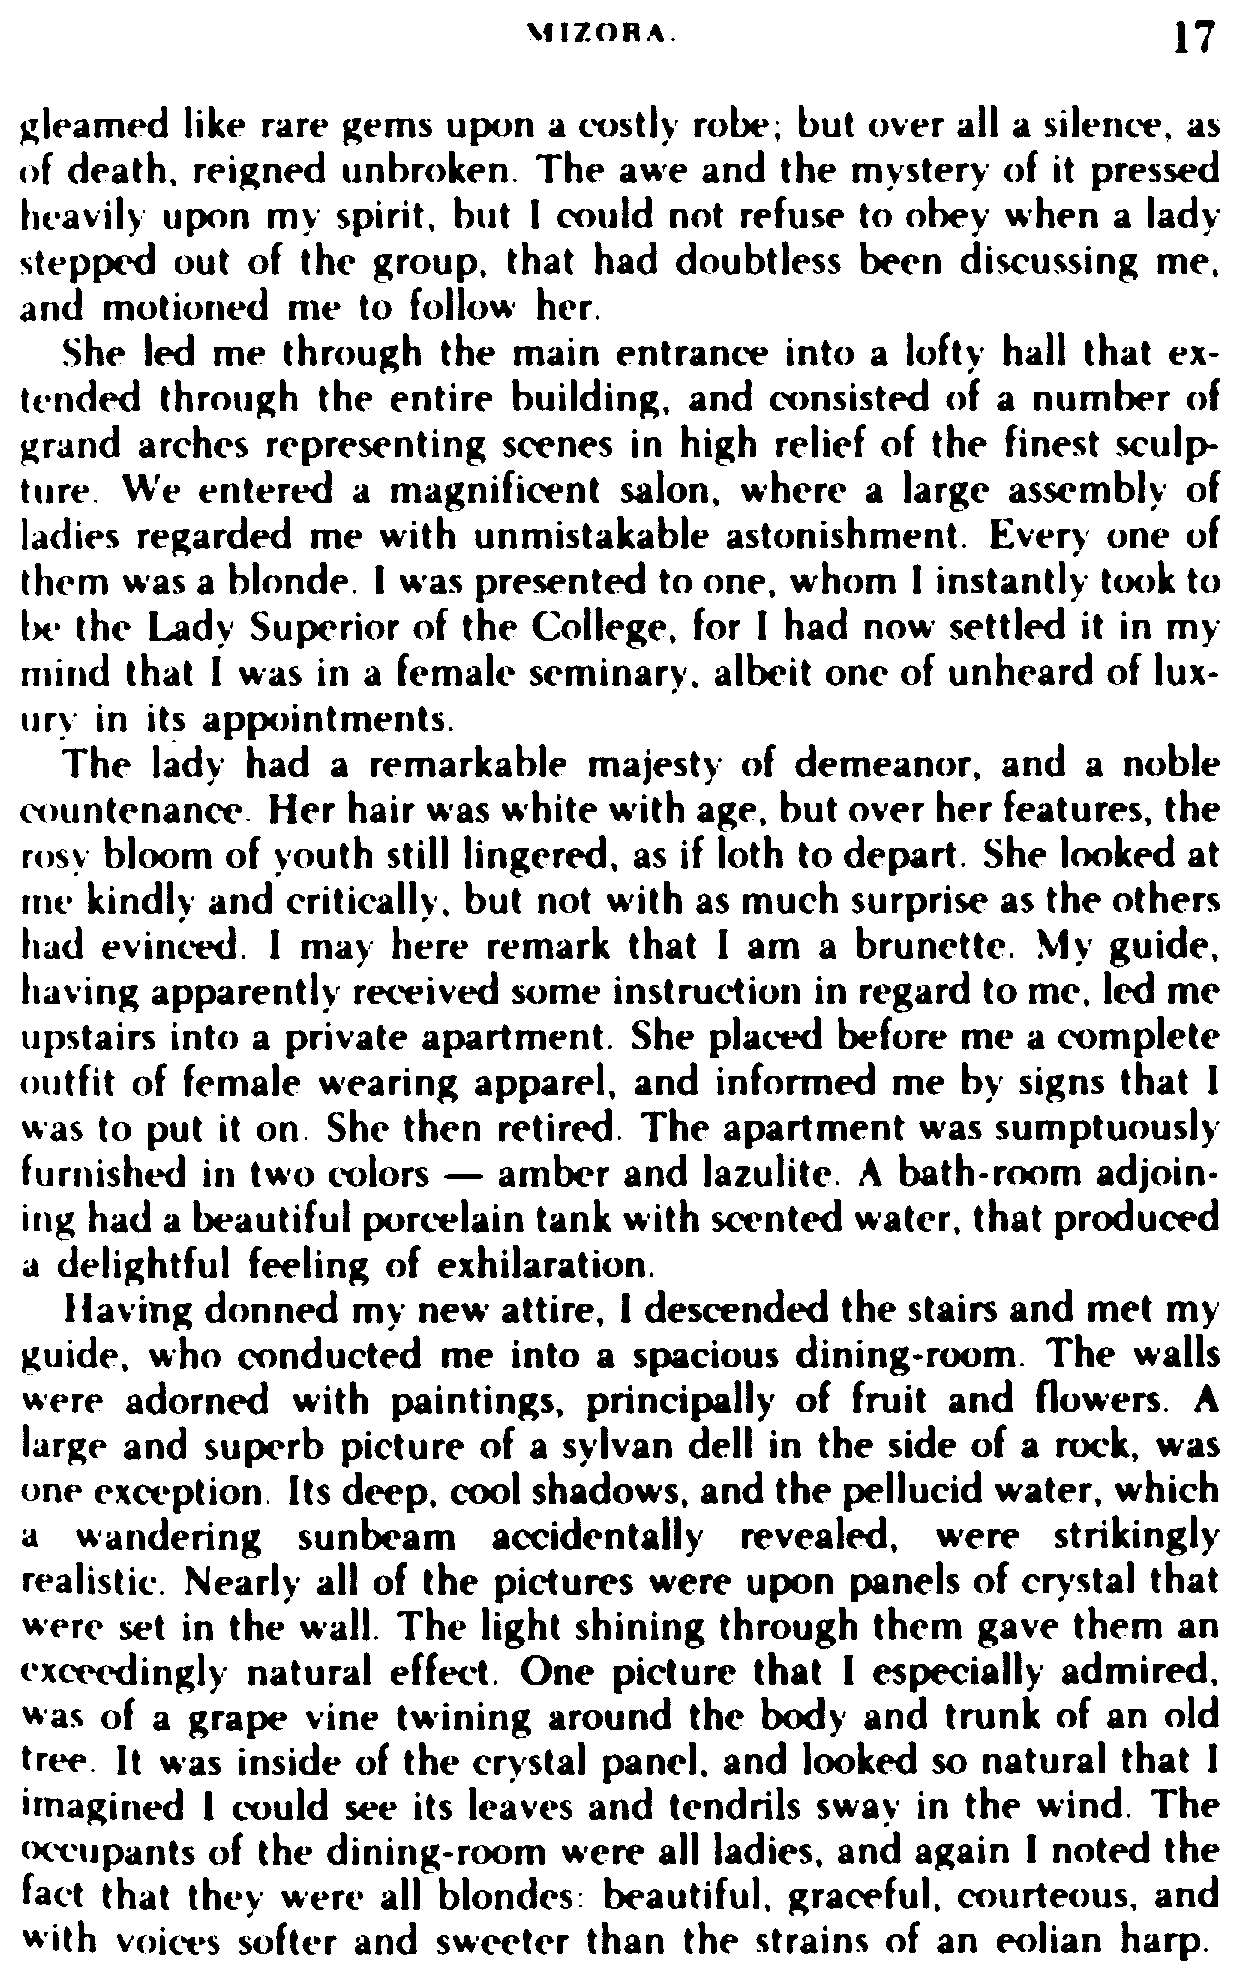 MIZORA. 17
gleamed like rare gems upon a costly robe; but over all a silence, as
of death, reigned unbroken. The awe and the mystery of it pressed
heavily upon my spirit, but I could not refuse to obey when a lady
stepped out of the group, that had doubtless been discussing me,
and motioned me to follow her.
She led me through the main entrance into a lofty hall that ex-
tended through the entire building, and consisted of a number of
grand arches representing scenes in high relief of the finest sculp-
ture. We entered a magnificent salon, where a large assembly of
ladies regarded me with unmistakable astonishment. Every one of
them was a blonde. I was presented to one, whom I instantly took to
be the Lady Superior of the College, for I had now settled it in my
mind that I was in a female seminary, albeit one of unheard of lux-
ury in its appointments.
The lady had a remarkable majesty of demeanor, and a noble
countenance. Her hair was white with age, but over her features, the
rosy bloom of youth still lingered, as if loth to depart. She looked at
me kindly and critically, but not with as much surprise as the others
had evinced. I may here remark that I am a brunette. My guide,
having apparently received some instruction in regard to me, led me
upstairs into a private apartment. She placed before me a complete
outfit of female wearing apparel, and informed me by signs that I
was to put it on. She then retired. The apartment was sumptuously
furnished in two colors — amber and lazulite. A bath-room adjoin-
ing had a beautiful porcelain tank with scented water, that produced
a delightful feeling of exhilaration.
Having donned my new attire, I descended the stairs and met my
guide, who conducted me into a spacious dining-room. The walls
were adorned with paintings, principally of fruit and flowers. A
large and superb picture of a sylvan dell in the side of a rock, was
one exception. Its deep, cool shadows, and the pellucid water, which
a wandering sunbeam accidentally revealed, were strikingly
realistic. Nearly all of the pictures were upon panels of crystal that
were set in the wall. The light shining through them gave them an
exceedingly natural effect. One picture that I especially admired,
was of a grape vine twining around the body and trunk of an old
tree. It was inside of the crystal panel, and looked so natural that I
imagined I could see its leaves and tendrils sway in the wind. The
occupants of the dining-room were all ladies, and again I noted the
fact that they were all blondes: beautiful, graceful, courteous, and
with voices softer and sweeter than the strains of an eolian harp.